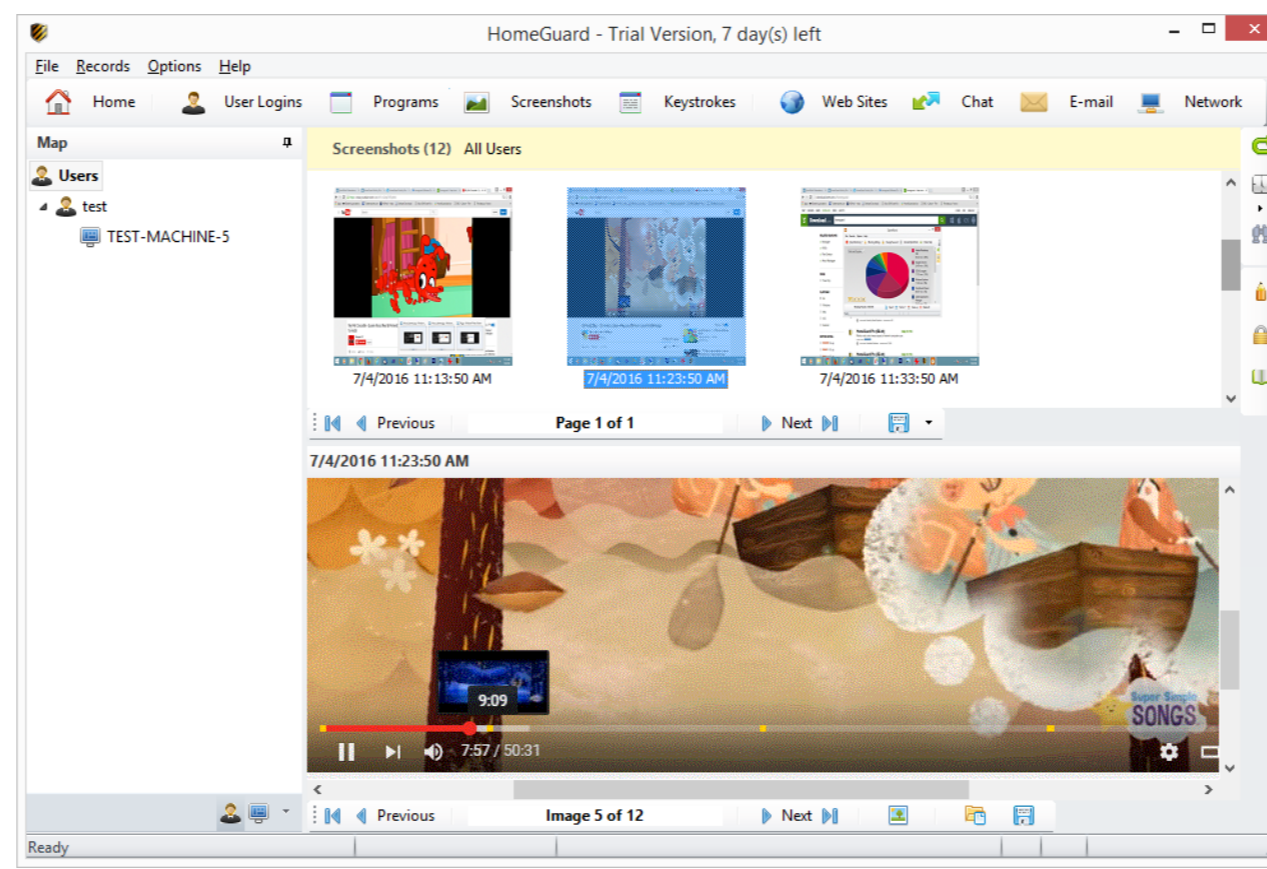 HomeGuard - Trial Version, 7 day(s) left
File Records Options Help
Home User Logins Programs Screenshots Keystrokes Web Sites Chat E-mail Network
Map
Screenshots (12) All Users
Users
test
TEST-MACHINE-5
7/4/2016 11:13:50 AM 7/4/2016 11:23:50 AM 7/4/2016 11:33:50 AM
Previous Page 1 of 1 Next
7/4/2016 11:23:50 AM
9:09
Super Simple
SONGS
7:57 / 50:31
Previous Image 5 of 12 Next
Ready